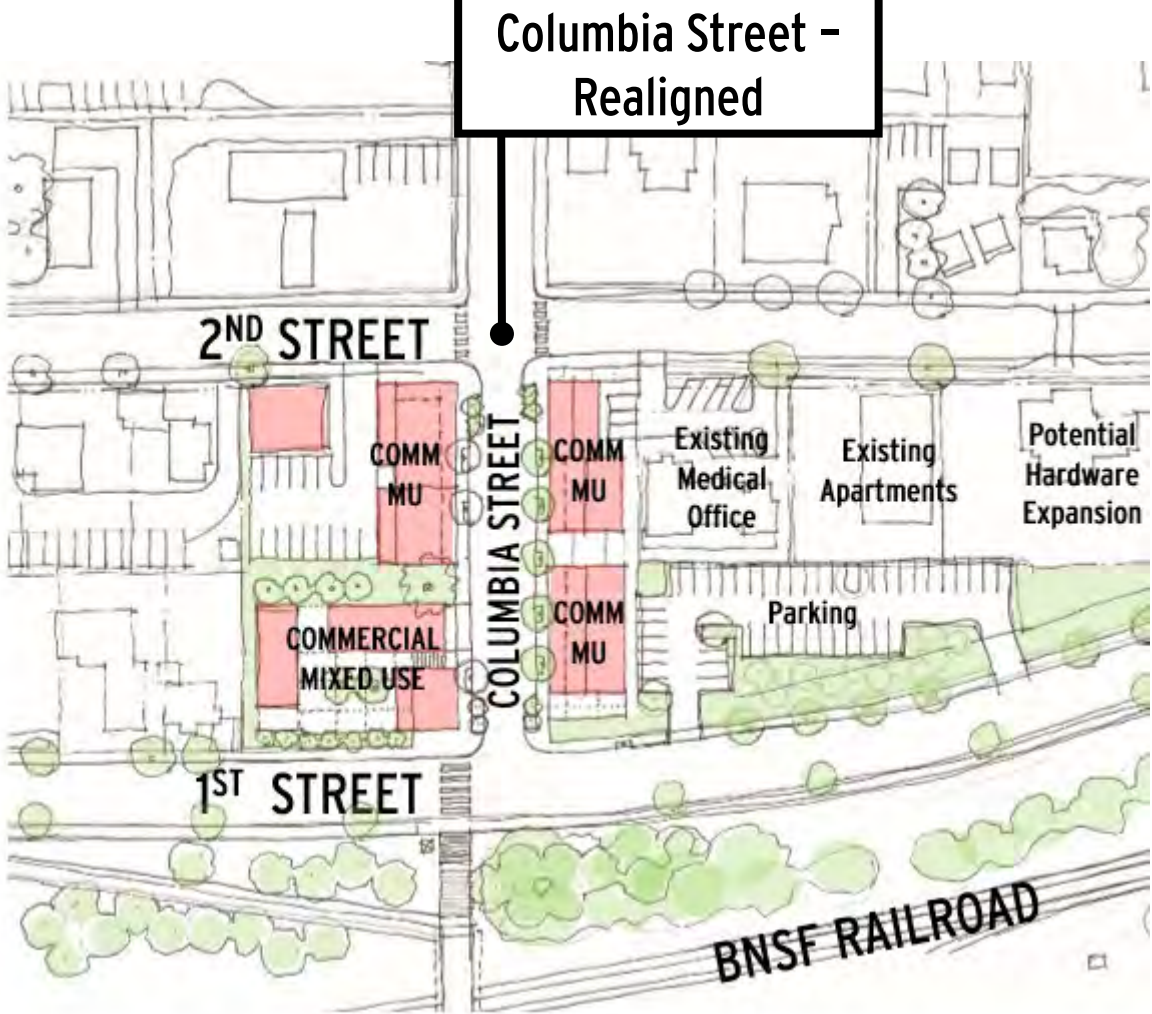 Columbia Street –
Realigned
2ND STREET
COMM
MU
COLUMBIA STREET
COMM
MU
Existing
Medical
Office
Existing
Apartments
Potential
Hardware
Expansion
COMMERCIAL
MIXED USE
COMM
MU
Parking
1ST STREET
BNSF RAILROAD